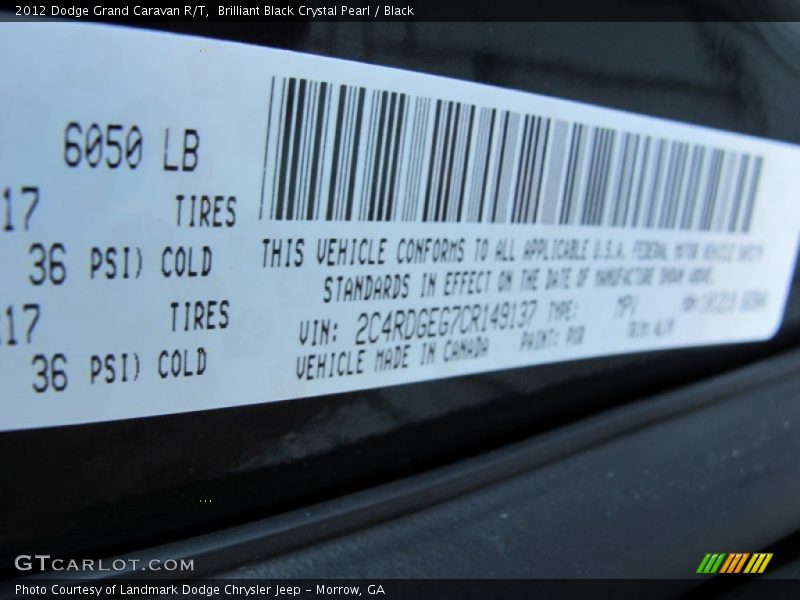 2012 Dodge Grand Caravan R/T, Brilliant Black Crystal Pearl / Black
6050 LB
17 TIRES
36 PSI) COLD
17 TIRES
36 PSI) COLD
THIS VEHICLE CONFORMS TO ALL APPLICABLE U.S.A. FEDERAL MOTOR VEHICLE SAFETY
STANDARDS IN EFFECT ON THE DATE OF MANUFACTURE SHOWN ABOVE.
VIN: 2C4RDGEG7CR149137 TYPE: MPV
VEHICLE MADE IN CANADA PAINT: PXR TRIM:
GTCARLOT.COM
Photo Courtesy of Landmark Dodge Chrysler Jeep - Morrow, GA